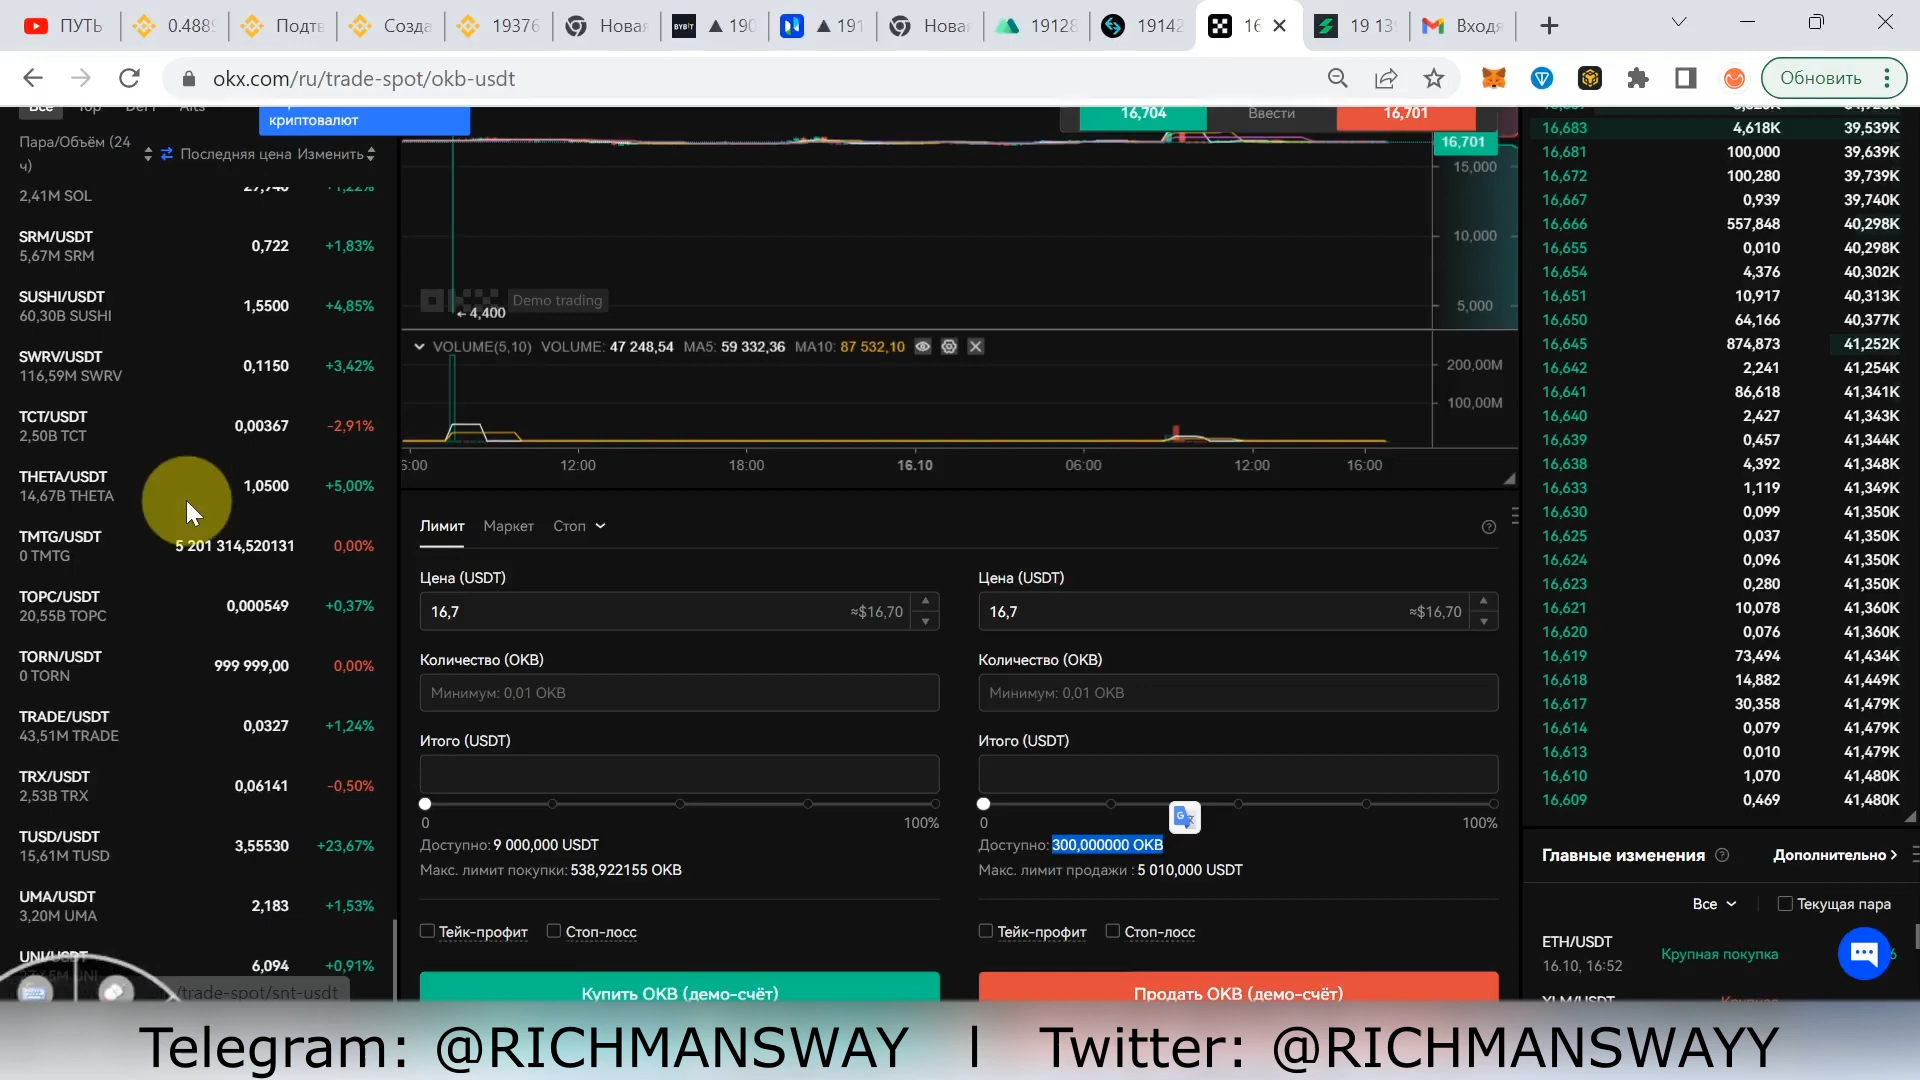 ПУТЬ
0.488
Подтв
Созда
19376
Новая
BYBIT
190
191
Новая
19128
19142
16
19 13
Входя
okx.com/ru/trade-spot/okb-usdt
Обновить
Все
криптовалют
16,704
Ввести
16,701
Пара/Объём (24 ч)
Последняя цена
Изменить
2,41M SOL
SRM/USDT
5,67M SRM
0,722
+1,83%
SUSHI/USDT
60,30B SUSHI
1,5500
+4,85%
SWRV/USDT
116,59M SWRV
0,1150
+3,42%
TCT/USDT
2,50B TCT
0,00367
-2,91%
THETA/USDT
14,67B THETA
1,0500
+5,00%
TMTG/USDT
0 TMTG
5 201 314,520131
0,00%
TOPC/USDT
20,55B TOPC
0,000549
+0,37%
TORN/USDT
0 TORN
999 999,00
0,00%
TRADE/USDT
43,51M TRADE
0,0327
+1,24%
TRX/USDT
2,53B TRX
0,06141
-0,50%
TUSD/USDT
15,61M TUSD
3,55530
+23,67%
UMA/USDT
3,20M UMA
2,183
+1,53%
UNI/USDT
6,094
+0,91%
/trade-spot/snt-usdt
16,701
15,000
10,000
5,000
Demo trading
←4,400
VOLUME(5,10) VOLUME: 47 248,54 MA5: 59 332,36 MA10: 87 532,10
200,00M
100,00M
6:00
12:00
18:00
16.10
06:00
12:00
16:00
Лимит
Маркет
Стоп
Цена (USDT)
16,7
≈$16,70
Количество (OKB)
Минимум: 0,01 OKB
Итого (USDT)
0
100%
Доступно: 9 000,000 USDT
Макс. лимит покупки: 538,922155 OKB
Тейк-профит
Стоп-лосс
Купить OKB (демо-счёт)
Цена (USDT)
16,7
≈$16,70
Количество (OKB)
Минимум: 0,01 OKB
Итого (USDT)
0
100%
Доступно: 300,000000 OKB
Макс. лимит продажи : 5 010,000 USDT
Тейк-профит
Стоп-лосс
Продать OKB (демо-счёт)
16,683 4,618K 39,539K
16,681 100,000 39,639K
16,672 100,280 39,739K
16,667 0,939 39,740K
16,666 557,848 40,298K
16,655 0,010 40,298K
16,654 4,376 40,302K
16,651 10,917 40,313K
16,650 64,166 40,377K
16,645 874,873 41,252K
16,642 2,241 41,254K
16,641 86,618 41,341K
16,640 2,427 41,343K
16,639 0,457 41,344K
16,638 4,392 41,348K
16,633 1,119 41,349K
16,630 0,099 41,350K
16,625 0,037 41,350K
16,624 0,096 41,350K
16,623 0,280 41,350K
16,621 10,078 41,360K
16,620 0,076 41,360K
16,619 73,494 41,434K
16,618 14,882 41,449K
16,617 30,358 41,479K
16,614 0,079 41,479K
16,613 0,010 41,479K
16,610 1,070 41,480K
16,609 0,469 41,480K
Главные изменения
Дополнительно
Все
Текущая пара
ETH/USDT
16.10, 16:52
Крупная покупка
Telegram: @RICHMANSWAY | Twitter: @RICHMANSWAYY